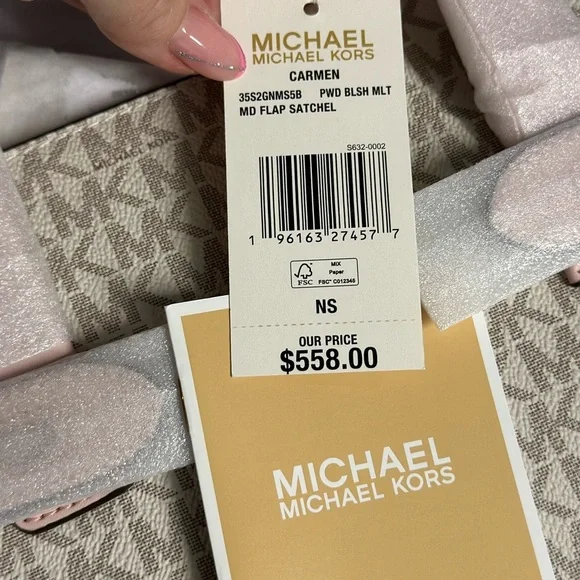 MICHAEL
MICHAEL KORS
CARMEN
35S2GNMS5B PWD BLSH MLT
MD FLAP SATCHEL
S632-0002
1 96163 27457 7
FSC
MIX
Paper
FSC® C012345
NS
OUR PRICE
$558.00
MICHAEL
MICHAEL KORS